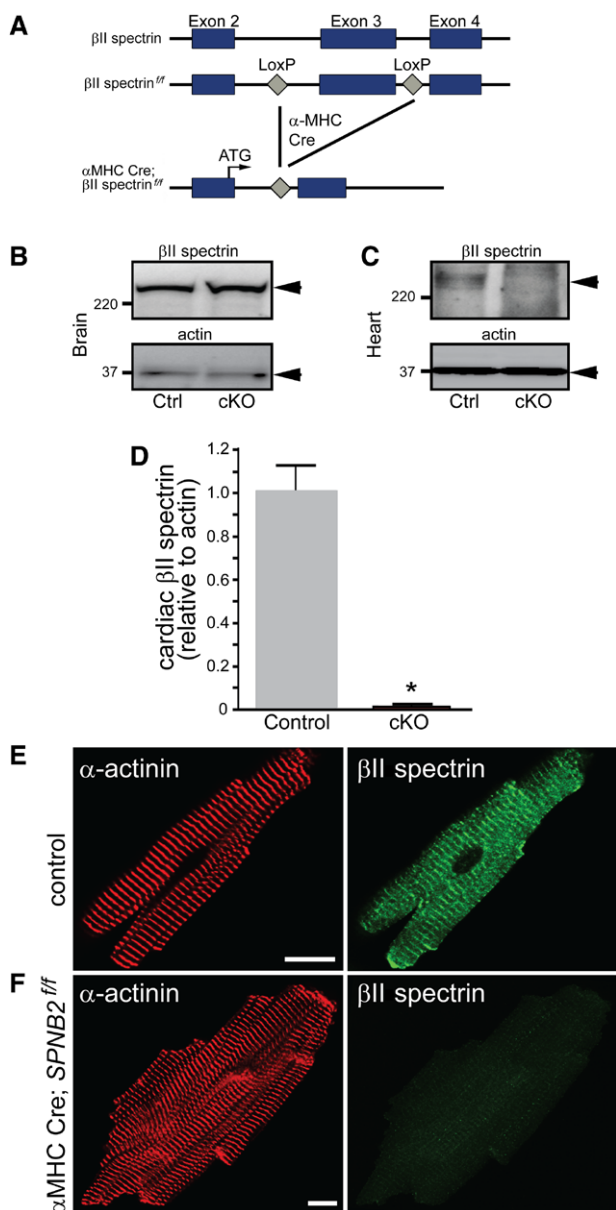 A
Exon 2 Exon 3 Exon 4
βII spectrin
LoxP LoxP
βII spectrin f/f
α-MHC
Cre
ATG
αMHC Cre;
βII spectrin f/f
B
βII spectrin
220
Brain
actin
37
Ctrl cKO
C
βII spectrin
220
Heart
actin
37
Ctrl cKO
D
cardiac βII spectrin
(relative to actin)
1.2
1.0
0.8
0.6
0.4
0.2
0
*
Control cKO
E
control
α-actinin
βII spectrin
F
αMHC Cre; SPNB2 f/f
α-actinin
βII spectrin